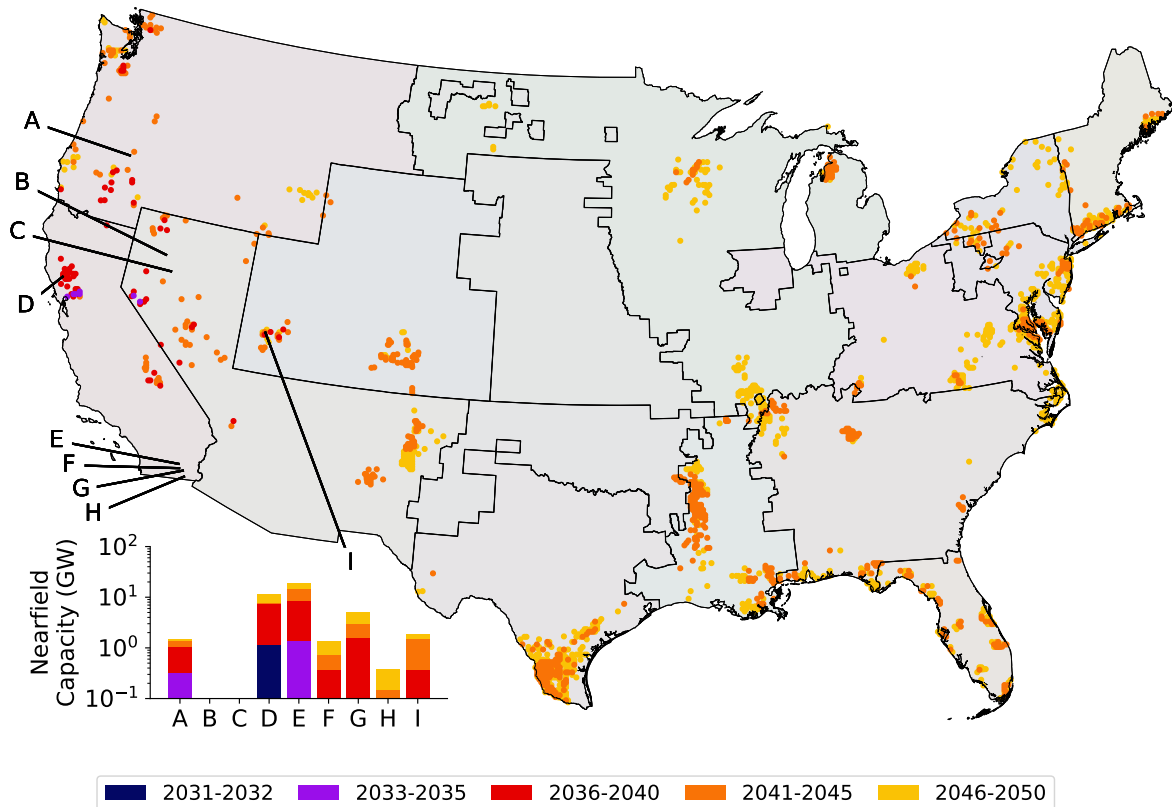 A
B
C
D
E
F
G
H
I
Nearfield
Capacity (GW)
10²
10¹
10⁰
10⁻¹
A B C D E F G H I
2031-2032 2033-2035 2036-2040 2041-2045 2046-2050